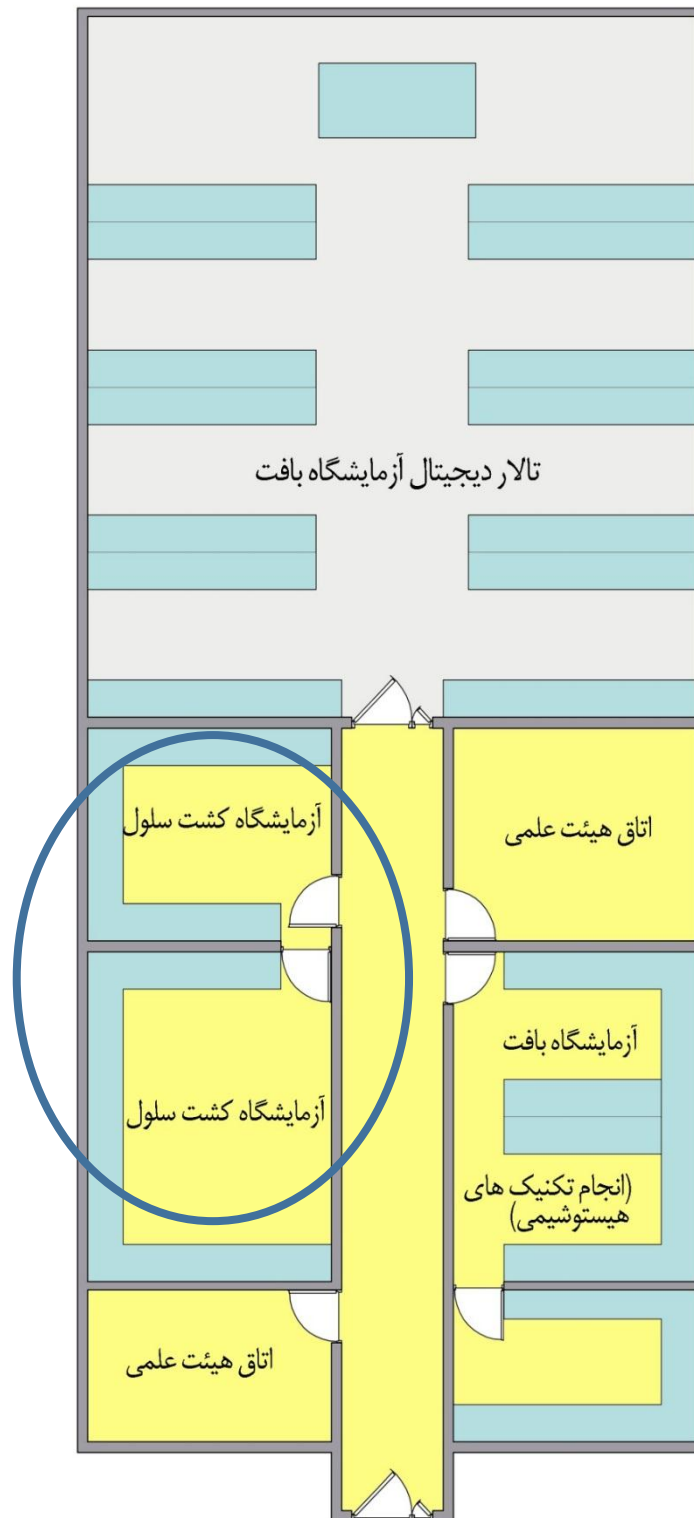 تالار دیجیتال آزمایشگاه بافت
اتاق هیئت علمی
آزمایشگاه کشت سلول
آزمایشگاه بافت
(انجام تکنیک های
هیستوشیمی)
آزمایشگاه کشت سلول
اتاق هیئت علمی